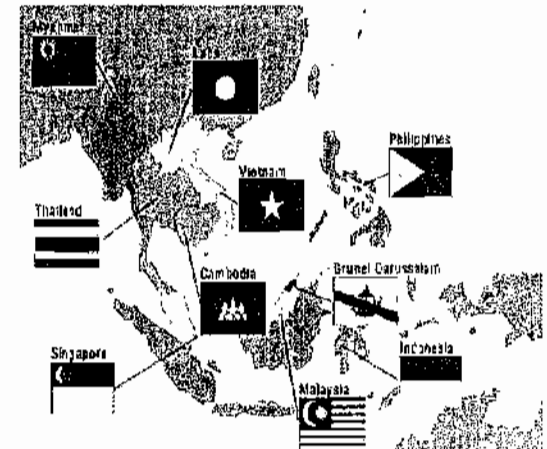 Myanmar
Laos
Philippines
Vietnam
Thailand
Cambodia
Brunei Darussalam
Singapore
Indonesia
Malaysia